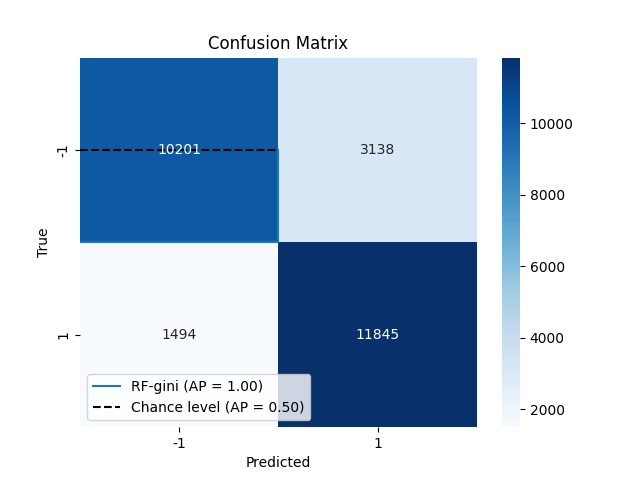 Confusion Matrix
True
-1
10201
3138
1
1494
11845
RF-gini (AP = 1.00)
Chance level (AP = 0.50)
-1
1
Predicted
10000
8000
6000
4000
2000